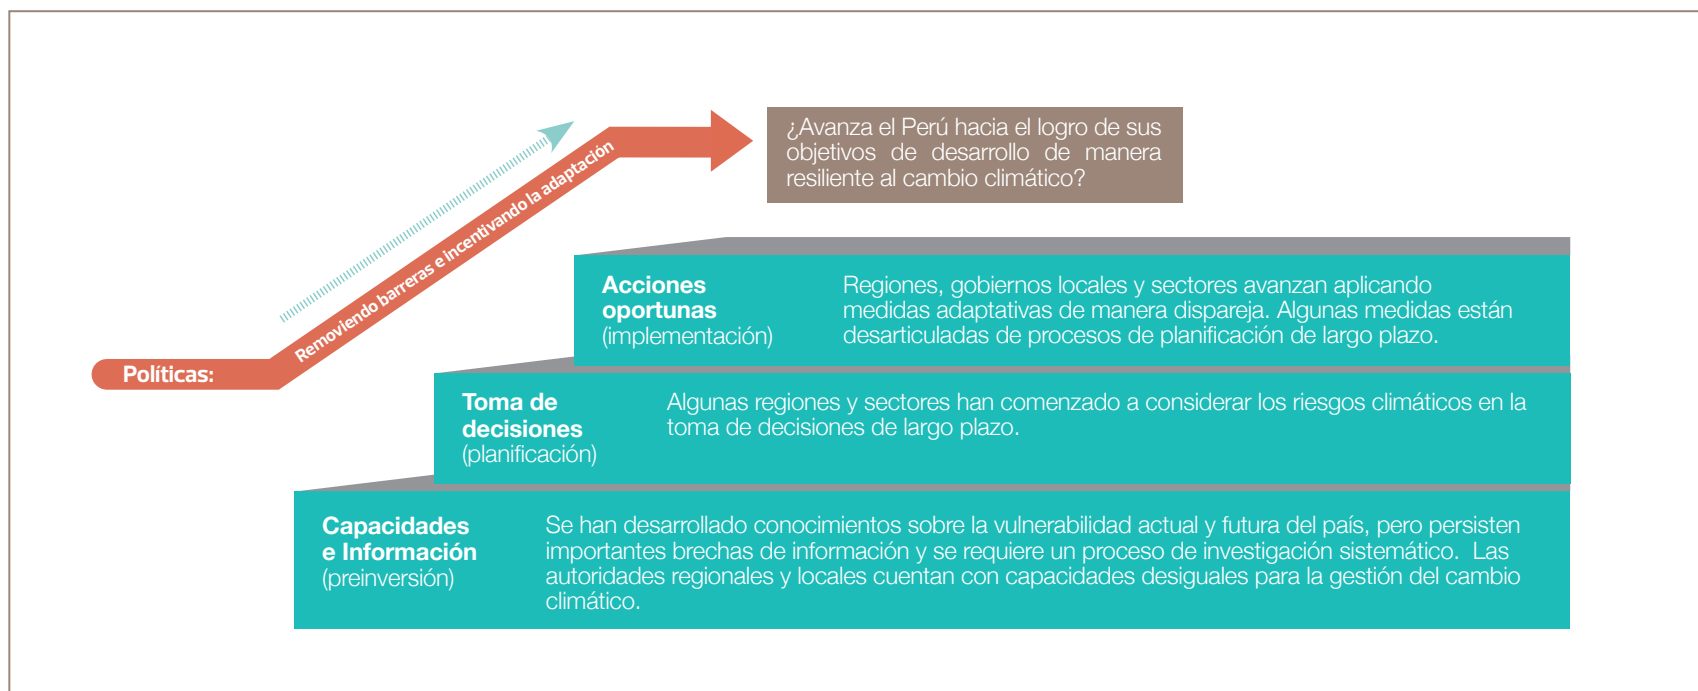 ¿Avanza el Perú hacia el logro de sus
objetivos de desarrollo de manera
resiliente al cambio climático?
Removiendo barreras e incentivando la adaptación
Políticas:
Acciones
oportunas
(implementación)
Regiones, gobiernos locales y sectores avanzan aplicando
medidas adaptativas de manera dispareja. Algunas medidas están
desarticuladas de procesos de planificación de largo plazo.
Toma de
decisiones
(planificación)
Algunas regiones y sectores han comenzado a considerar los riesgos climáticos en la
toma de decisiones de largo plazo.
Capacidades
e Información
(preinversión)
Se han desarrollado conocimientos sobre la vulnerabilidad actual y futura del país, pero persisten
importantes brechas de información y se requiere un proceso de investigación sistemático.  Las
autoridades regionales y locales cuentan con capacidades desiguales para la gestión del cambio
climático.